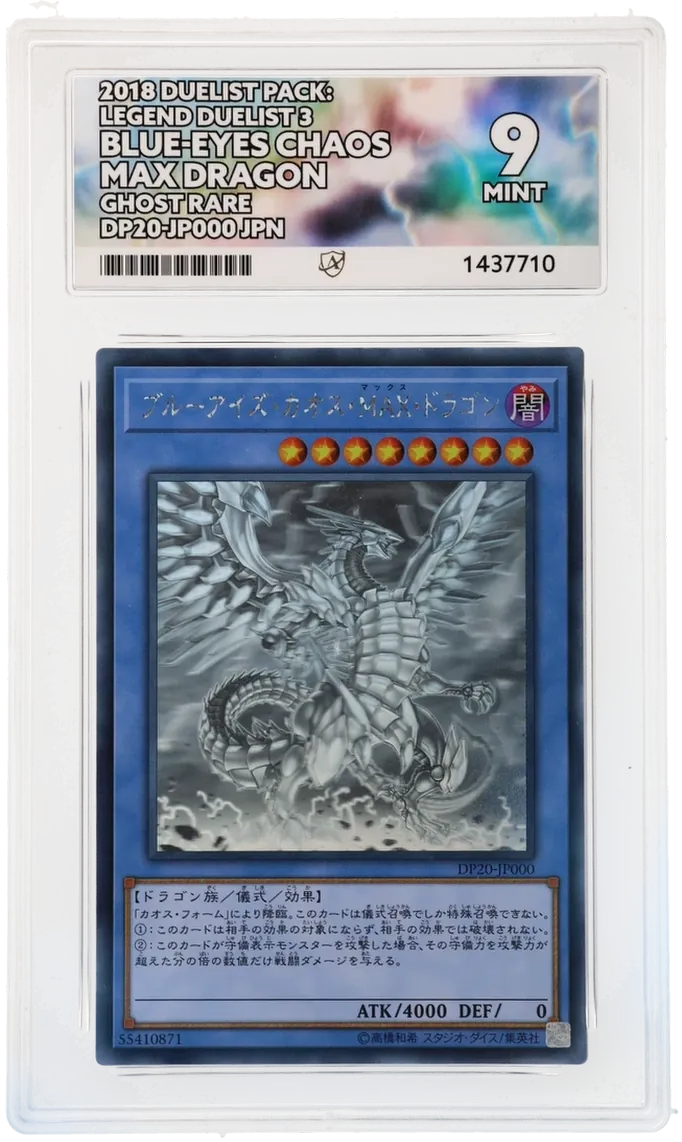 2018 DUELIST PACK:
LEGEND DUELIST 3
BLUE-EYES CHAOS
MAX DRAGON
GHOST RARE
DP20-JP000 JPN
9
MINT
1437710
マックス
ブルーアイズ・カオス・MAX・ドラゴン
やみ
闇
DP20-JP000
【ドラゴン族/儀式/効果】
「カオス・フォーム」により降臨。このカードは儀式召喚でしか特殊召喚できない。
①:このカードは相手の効果の対象にならず、相手の効果では破壊されない。
②:このカードが守備表示モンスターを攻撃した場合、その守備力を攻撃力が
超えた分の倍の数値だけ戦闘ダメージを与える。
ATK/4000 DEF/ 0
55410871
©高橋和希 スタジオ・ダイス/集英社